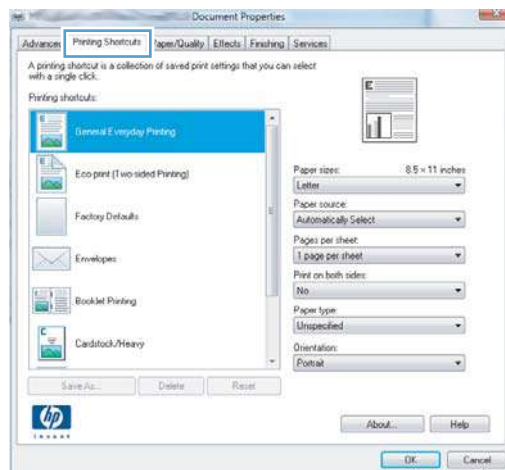 Document Properties
Advanced Printing Shortcuts Paper/Quality Effects Finishing Services
A printing shortcut is a collection of saved print settings that you can select
with a single click.
Printing shortcuts:
General Everyday Printing
Eco print (Two-sided Printing)
Factory Defaults
Envelopes
Booklet Printing
Cardstock/Heavy
Save As... Delete Reset
Paper sizes: 8.5 × 11 inches
Letter
Paper source:
Automatically Select
Pages per sheet:
1 page per sheet
Print on both sides:
No
Paper type:
Unspecified
Orientation:
Portrait
hp
invent
About... Help
OK Cancel